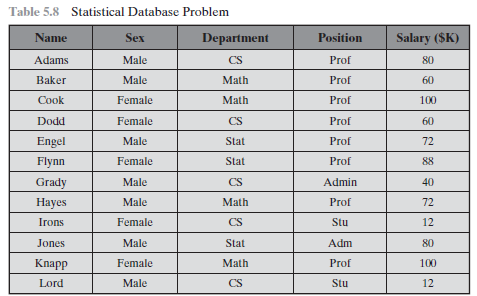 Table 5.8 Statistical Database Problem
Name Sex Department Position Salary ($K)
Adams Male CS Prof 80
Baker Male Math Prof 60
Cook Female Math Prof 100
Dodd Female CS Prof 60
Engel Male Stat Prof 72
Flynn Female Stat Prof 88
Grady Male CS Admin 40
Hayes Male Math Prof 72
Irons Female CS Stu 12
Jones Male Stat Adm 80
Knapp Female Math Prof 100
Lord Male CS Stu 12